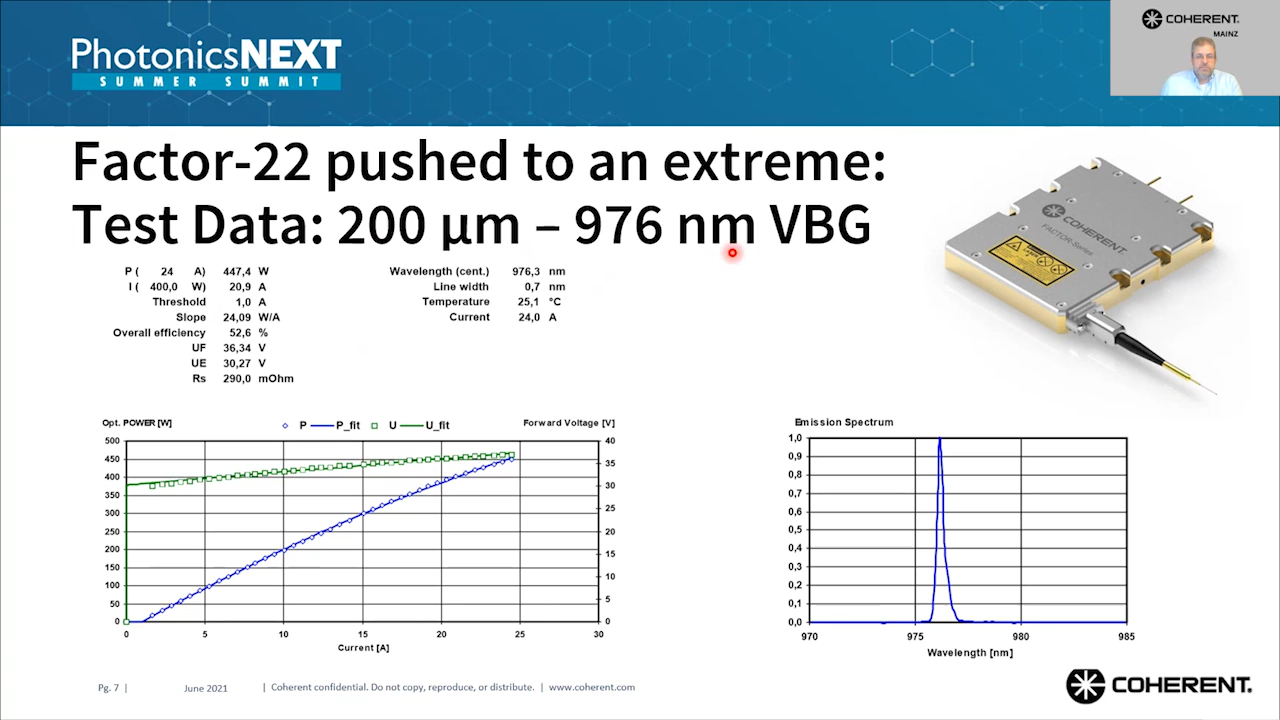 PhotonicsNEXT
SUMMER SUMMIT
COHERENT.
MAINZ
Factor-22 pushed to an extreme:
Test Data: 200 µm – 976 nm VBG
P ( 24 A) 447,4 W
I ( 400,0 W) 20,9 A
Threshold 1,0 A
Slope 24,09 W/A
Overall efficiency 52,6 %
UF 36,34 V
UE 30,27 V
Rs 290,0 mOhm
Wavelength (cent.) 976,3 nm
Line width 0,7 nm
Temperature 25,1 °C
Current 24,0 A
COHERENT.
FACTOR-Series
Opt. POWER [W]
P P_fit U U_fit
Forward Voltage [V]
500
450
400
350
300
250
200
150
100
50
0
40
35
30
25
20
15
10
5
0
0 5 10 15 20 25 30
Current [A]
Emission Spectrum
1,0
0,9
0,8
0,7
0,6
0,5
0,4
0,3
0,2
0,1
0,0
970 975 980 985
Wavelength [nm]
Pg. 7 | June 2021 | Coherent confidential. Do not copy, reproduce, or distribute. | www.coherent.com
COHERENT.